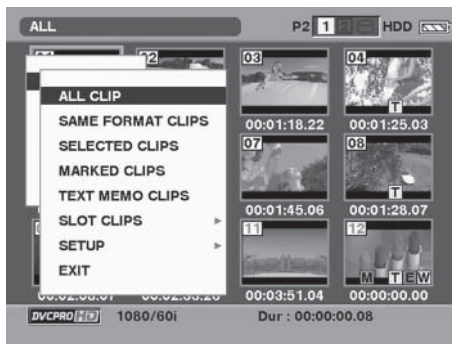 ALL P2 1 2 HDD
02 03 04
ALL CLIP
SAME FORMAT CLIPS
SELECTED CLIPS
MARKED CLIPS
TEXT MEMO CLIPS
SLOT CLIPS
SETUP
EXIT
T
00:01:18.22 00:01:25.03
07 08
T
00:01:45.06 00:01:28.07
11 12
M T E W
00:03:51.04 00:00:00.00
DVCPRO HD 1080/60i Dur : 00:00:00.08